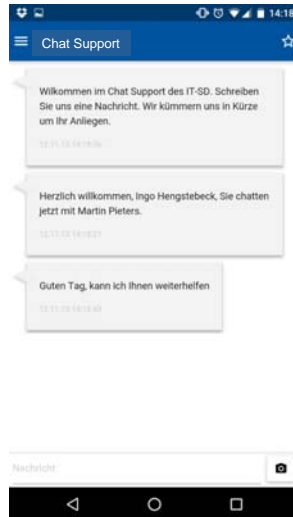 14:18
Chat Support
Wilkommen im Chat Support des IT-SD. Schreiben
Sie uns eine Nachricht. Wir kümmern uns in Kürze
um Ihr Anliegen.
Herzlich willkommen, Ingo Hengstebeck, Sie chatten
jetzt mit Martin Pieters.
Guten Tag, kann ich Ihnen weiterhelfen
Nachricht